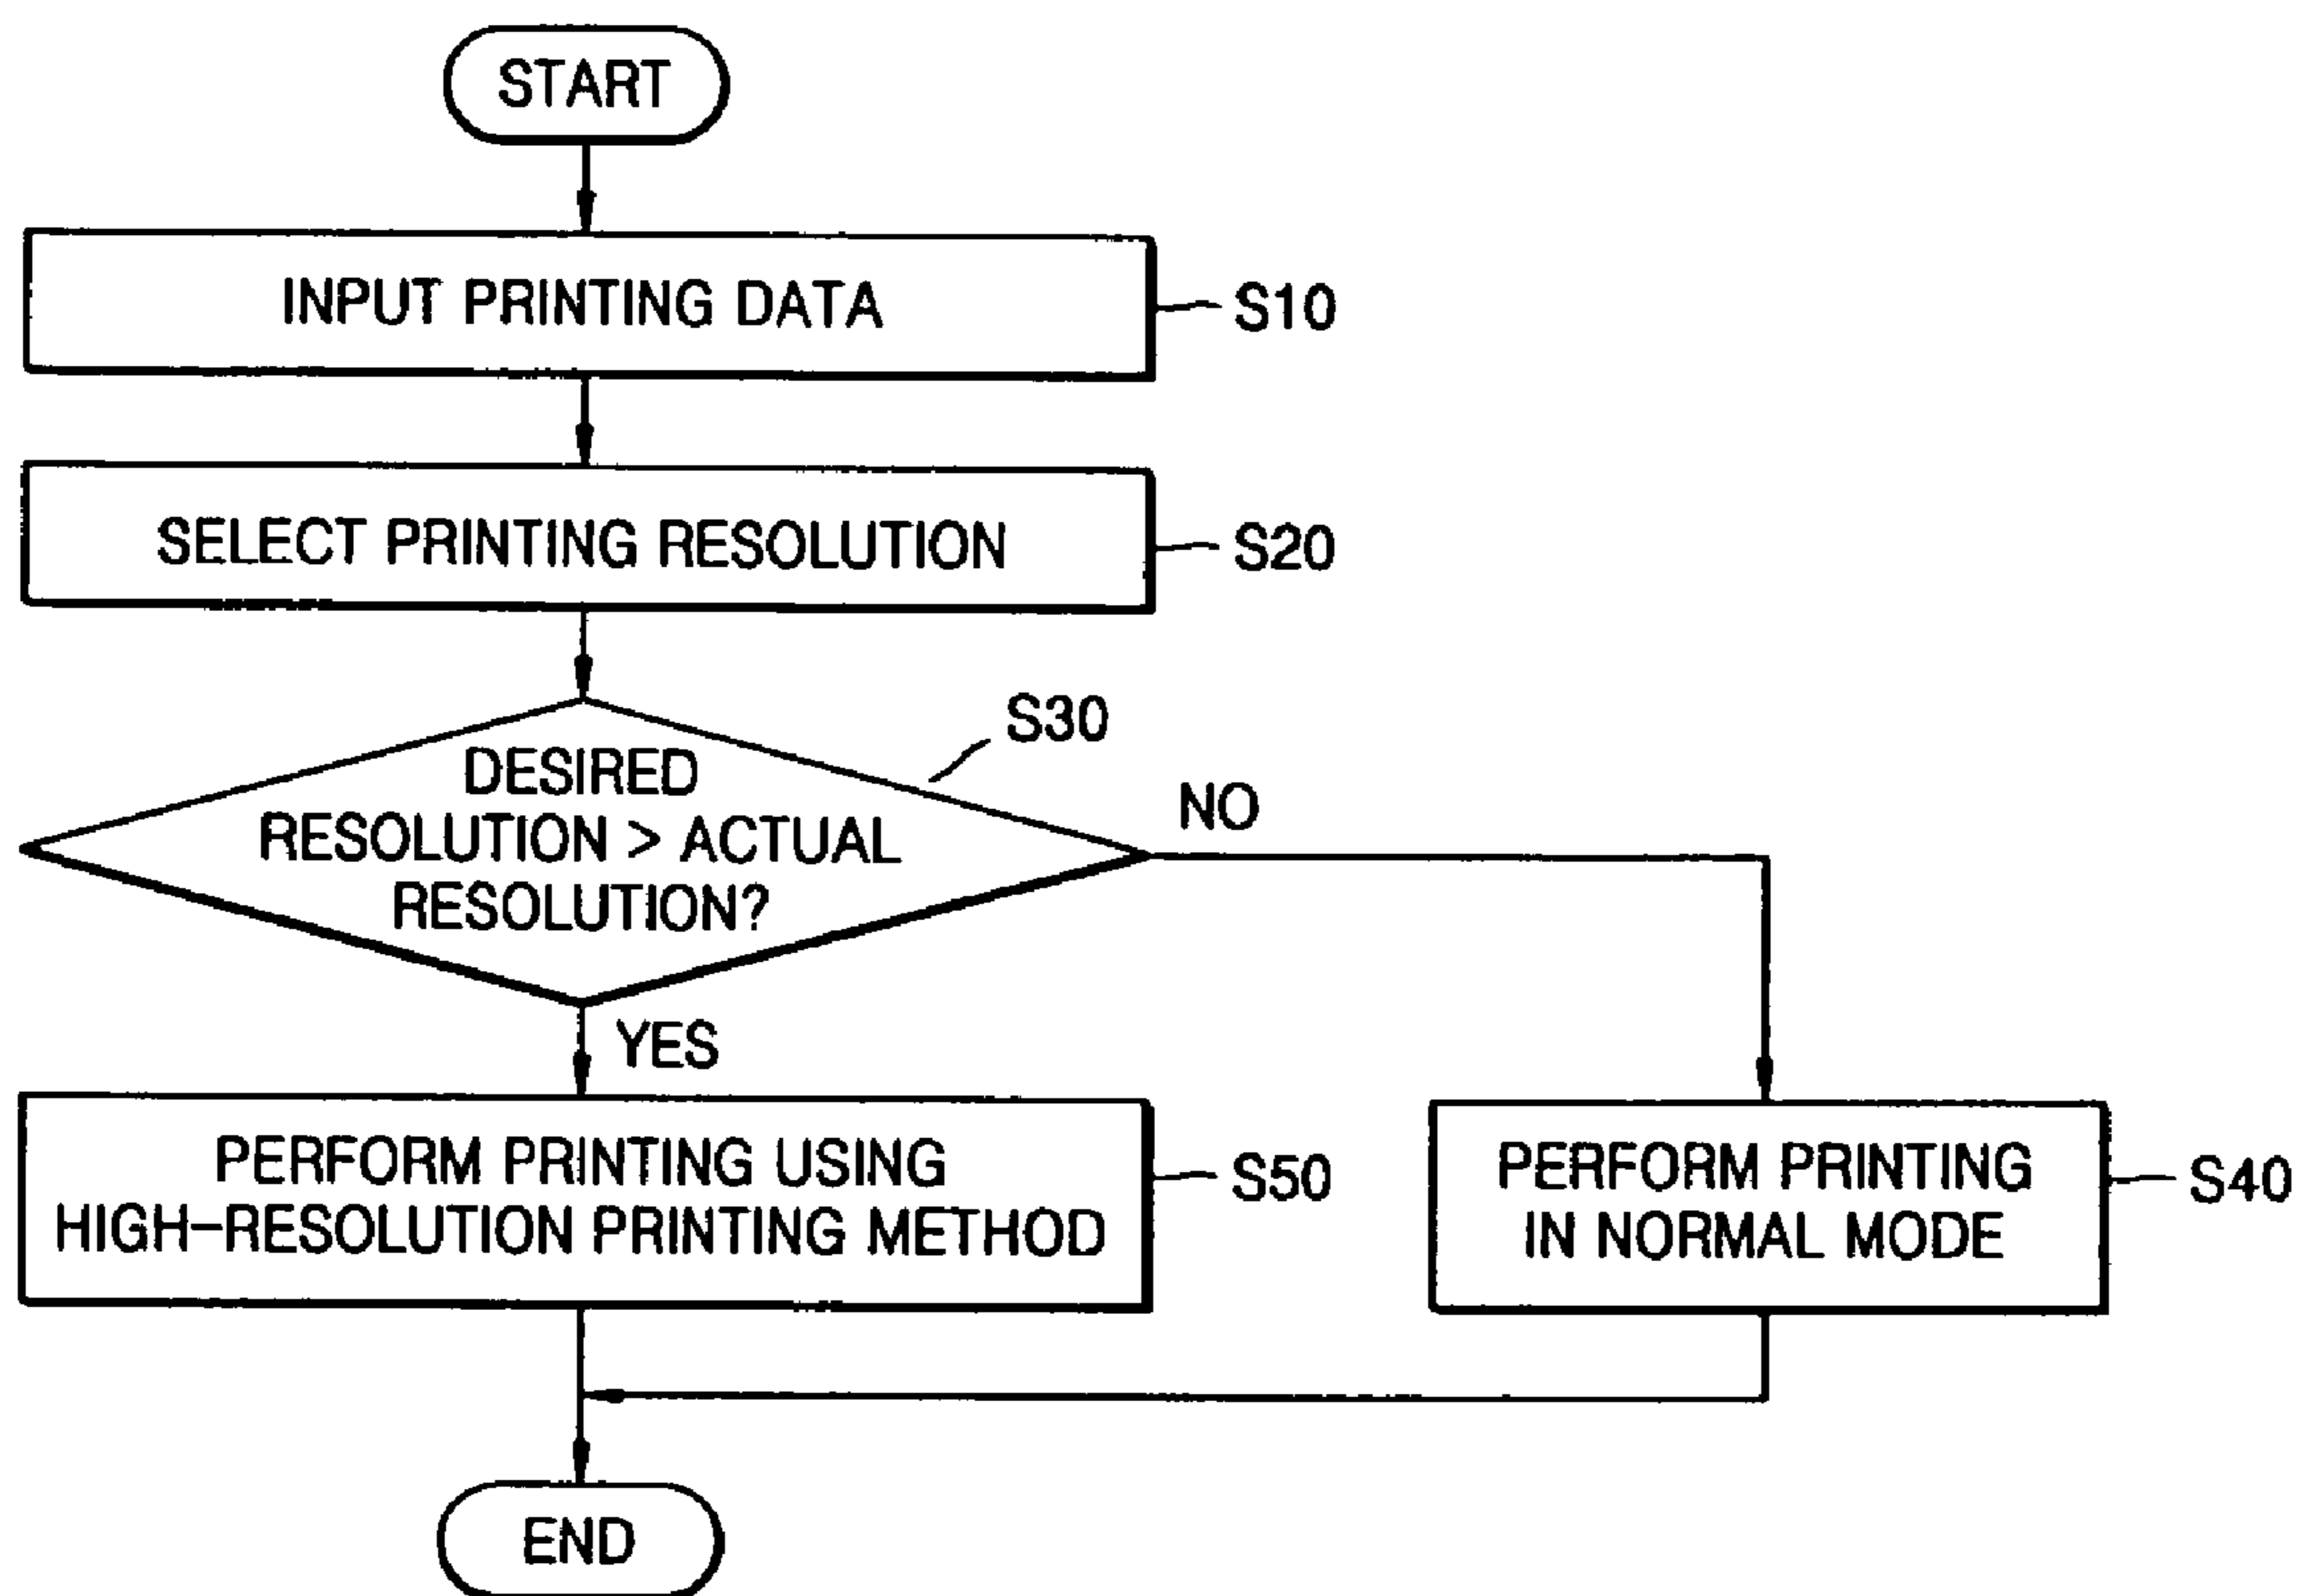 START
INPUT PRINTING DATA
S10
SELECT PRINTING RESOLUTION
S20
S30
DESIRED
RESOLUTION > ACTUAL
RESOLUTION?
NO
YES
PERFORM PRINTING USING
HIGH-RESOLUTION PRINTING METHOD
S50
PERFORM PRINTING
IN NORMAL MODE
S40
END